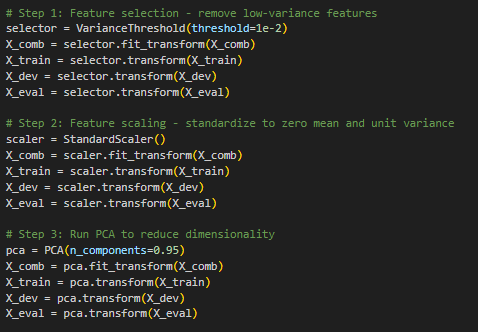 # Step 1: Feature selection - remove low-variance features
selector = VarianceThreshold(threshold=1e-2)
X_comb = selector.fit_transform(X_comb)
X_train = selector.transform(X_train)
X_dev = selector.transform(X_dev)
X_eval = selector.transform(X_eval)
# Step 2: Feature scaling - standardize to zero mean and unit variance
scaler = StandardScaler()
X_comb = scaler.fit_transform(X_comb)
X_train = scaler.transform(X_train)
X_dev = scaler.transform(X_dev)
X_eval = scaler.transform(X_eval)
# Step 3: Run PCA to reduce dimensionality
pca = PCA(n_components=0.95)
X_comb = pca.fit_transform(X_comb)
X_train = pca.transform(X_train)
X_dev = pca.transform(X_dev)
X_eval = pca.transform(X_eval)